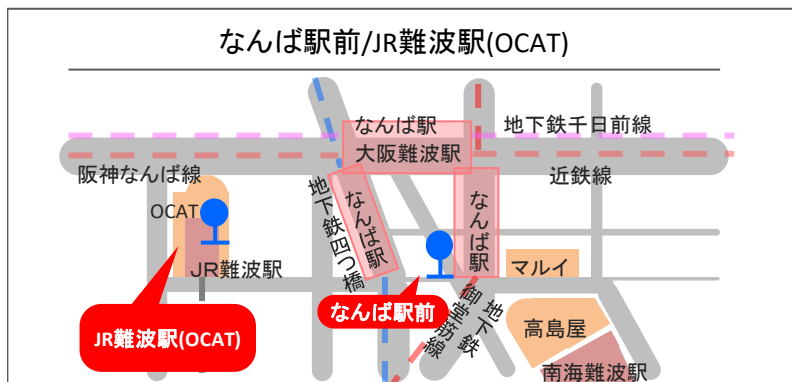 なんば駅前/JR難波駅(OCAT)
なんば駅
地下鉄千日前線
大阪難波駅
阪神なんば線
近鉄線
OCAT
地下鉄四つ橋
なんば駅
なんば駅
JR難波駅
マルイ
なんば駅前
地下鉄
御堂筋線
JR難波駅(OCAT)
高島屋
南海難波駅